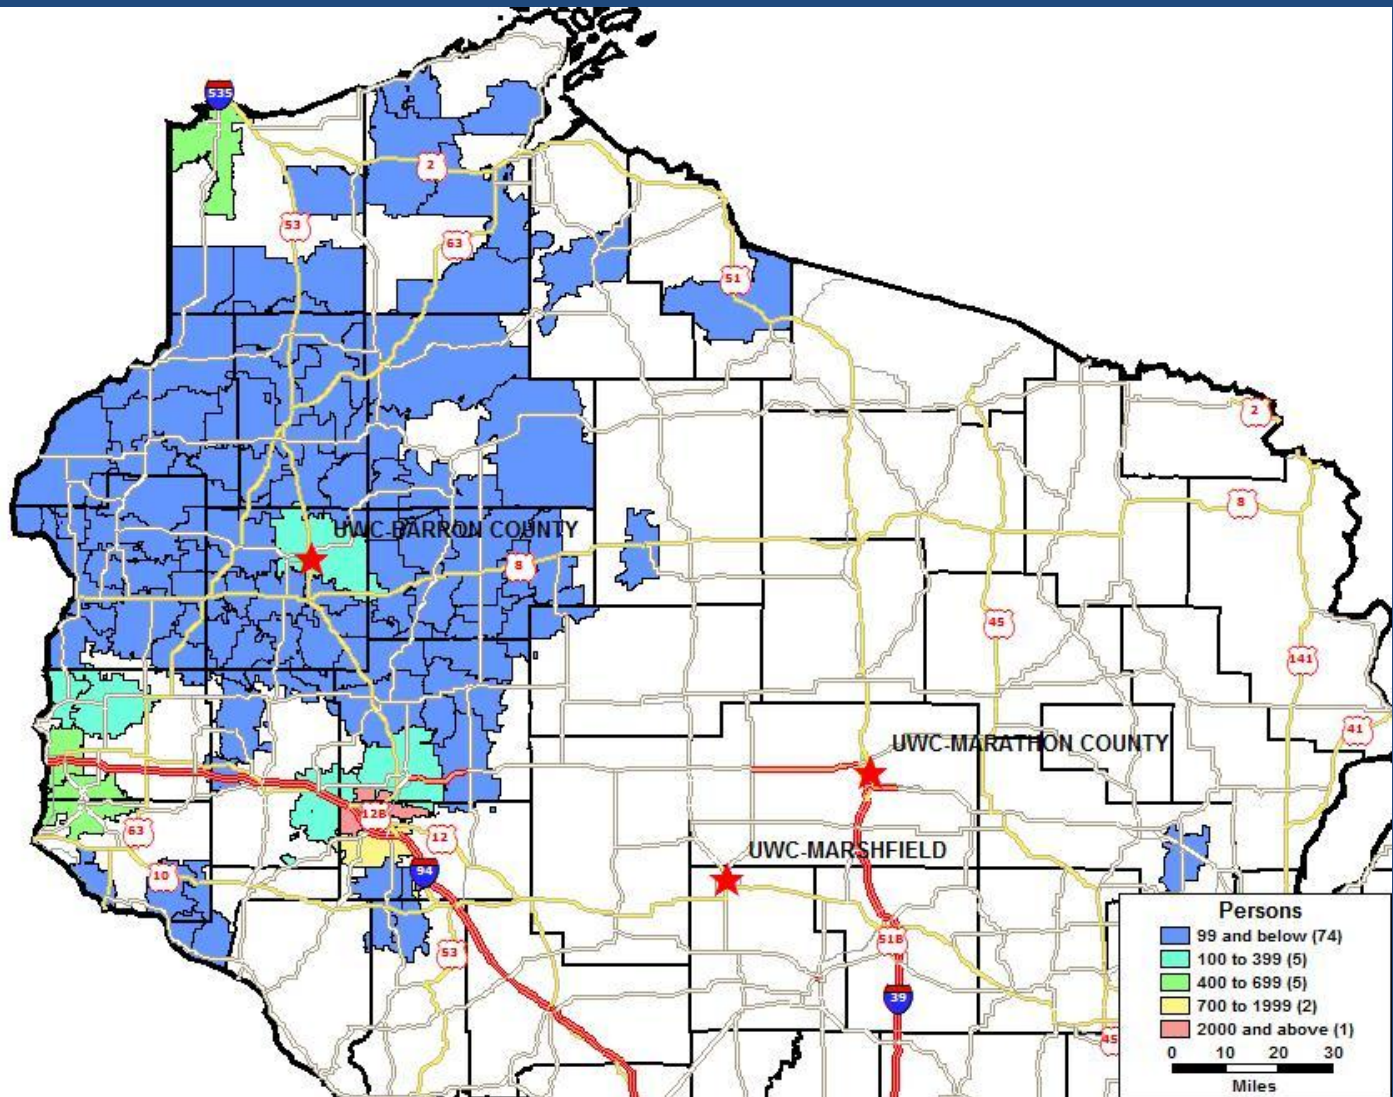 535
2
53
63
51
2
8
UWC-BARRON COUNTY
8
45
141
41
UWC-MARATHON COUNTY
12B
63
12
UWC-MARSHFIELD
94
10
51B
53
39
45
Persons
99 and below (74)
100 to 399 (5)
400 to 699 (5)
700 to 1999 (2)
2000 and above (1)
0 10 20 30
Miles